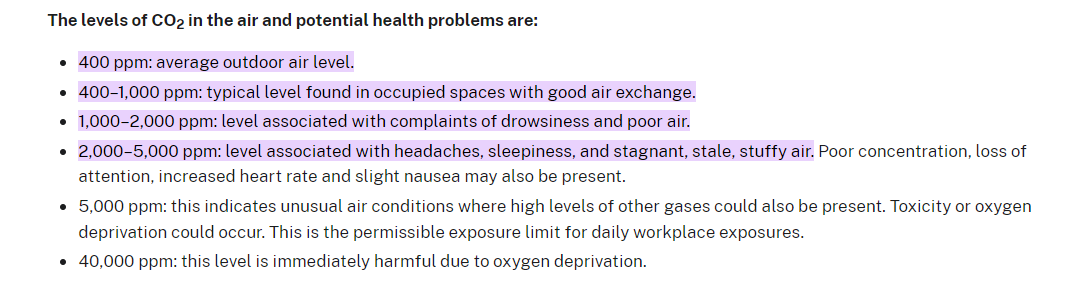 The levels of CO2 in the air and potential health problems are:
• 400 ppm: average outdoor air level.
• 400–1,000 ppm: typical level found in occupied spaces with good air exchange.
• 1,000–2,000 ppm: level associated with complaints of drowsiness and poor air.
• 2,000–5,000 ppm: level associated with headaches, sleepiness, and stagnant, stale, stuffy air. Poor concentration, loss of
attention, increased heart rate and slight nausea may also be present.
• 5,000 ppm: this indicates unusual air conditions where high levels of other gases could also be present. Toxicity or oxygen
deprivation could occur. This is the permissible exposure limit for daily workplace exposures.
• 40,000 ppm: this level is immediately harmful due to oxygen deprivation.